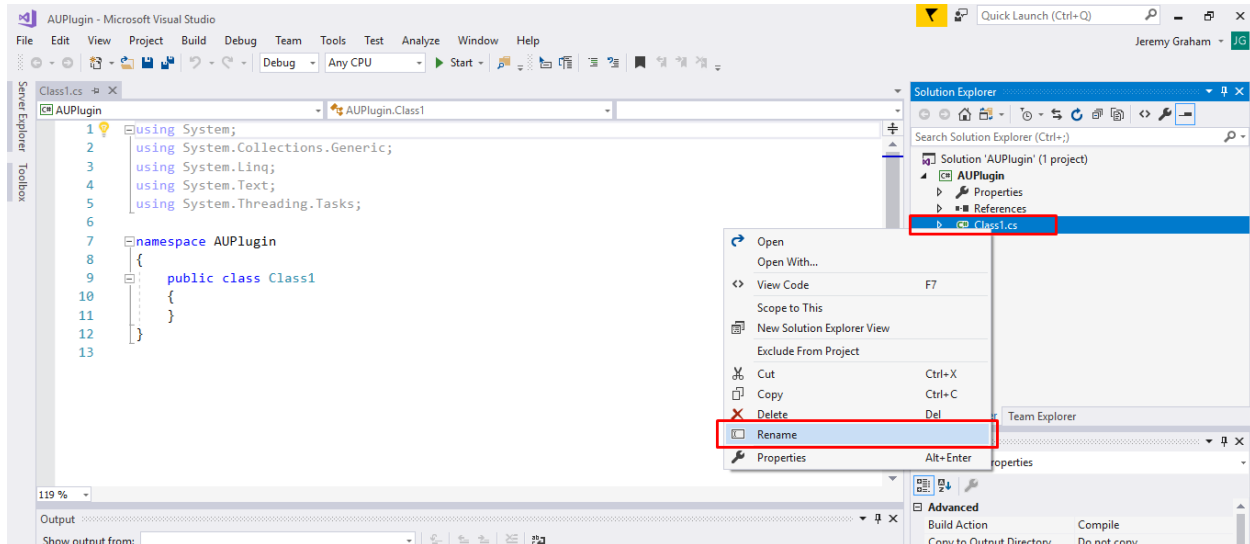 AUPlugin - Microsoft Visual Studio
Quick Launch (Ctrl+Q)
File Edit View Project Build Debug Team Tools Test Analyze Window Help
Jeremy Graham JG
Debug Any CPU Start
Server Explorer
Toolbox
Class1.cs
AUPlugin AUPlugin.Class1
1 using System;
2 using System.Collections.Generic;
3 using System.Linq;
4 using System.Text;
5 using System.Threading.Tasks;
6
7 namespace AUPlugin
8 {
9 public class Class1
10 {
11 }
12 }
13
119 %
Output
Show output from:
Open
Open With...
View Code F7
Scope to This
New Solution Explorer View
Exclude From Project
Cut Ctrl+X
Copy Ctrl+C
Delete Del
Rename
Properties Alt+Enter
Solution Explorer
Search Solution Explorer (Ctrl+;)
Solution 'AUPlugin' (1 project)
C# AUPlugin
Properties
References
C# Class1.cs
Team Explorer
operties
Advanced
Build Action Compile
Copy to Output Directory Do not copy